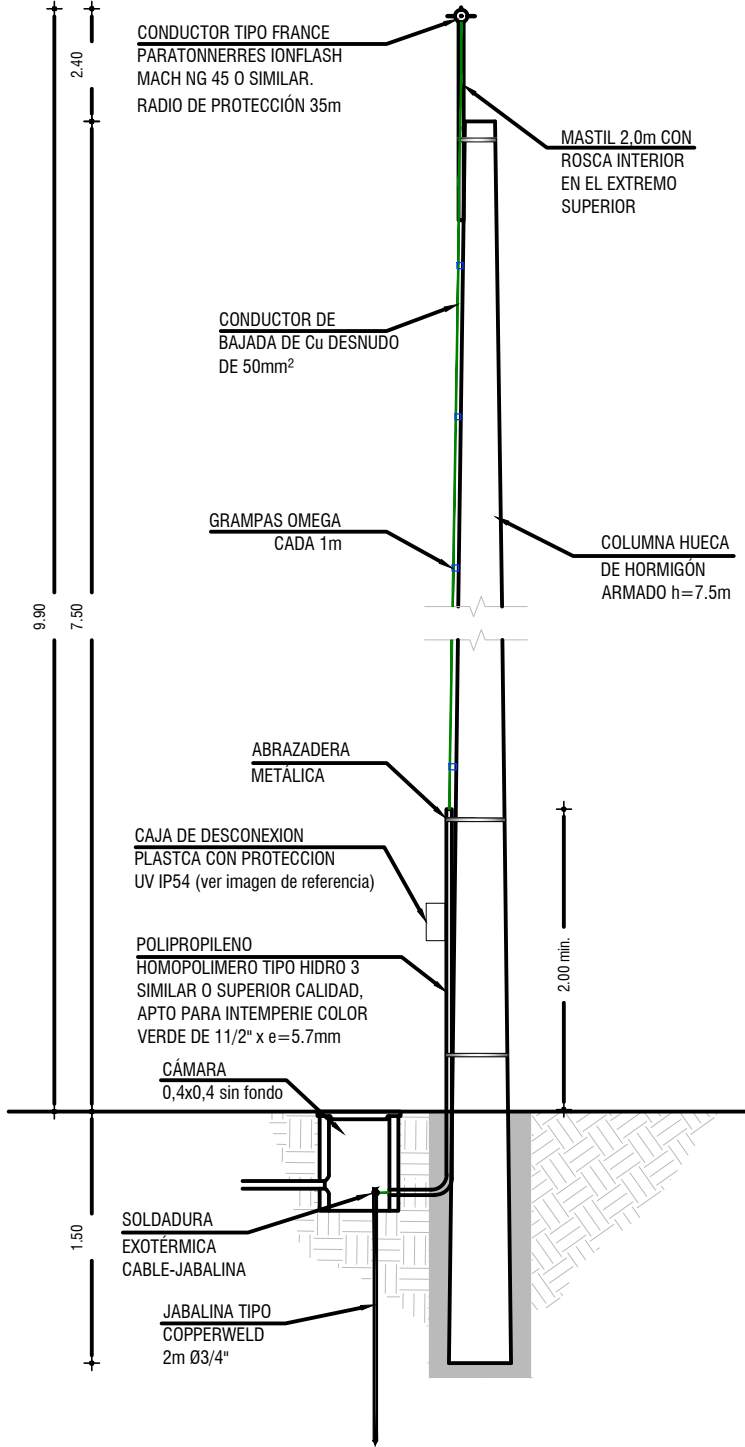 CONDUCTOR TIPO FRANCE
PARATONNERRES IONFLASH
MACH NG 45 O SIMILAR.
RADIO DE PROTECCIÓN 35m
2.40
MASTIL 2,0m CON
ROSCA INTERIOR
EN EL EXTREMO
SUPERIOR
CONDUCTOR DE
BAJADA DE Cu DESNUDO
DE 50mm²
GRAMPAS OMEGA
CADA 1m
COLUMNA HUECA
DE HORMIGÓN
ARMADO h=7.5m
9.90
7.50
ABRAZADERA
METÁLICA
CAJA DE DESCONEXION
PLASTCA CON PROTECCION
UV IP54 (ver imagen de referencia)
POLIPROPILENO
HOMOPOLIMERO TIPO HIDRO 3
SIMILAR O SUPERIOR CALIDAD,
APTO PARA INTEMPERIE COLOR
VERDE DE 11/2" x e=5.7mm
2.00 min.
CÁMARA
0,4x0,4 sin fondo
1.50
SOLDADURA
EXOTÉRMICA
CABLE-JABALINA
JABALINA TIPO
COPPERWELD
2m Ø3/4"